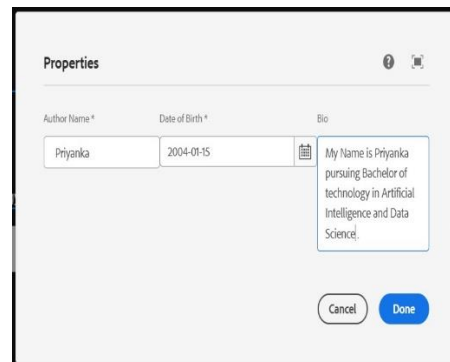 Properties
Author Name *
Date of Birth *
Bio
Priyanka
2004-01-15
My Name is Priyanka
pursuing Bachelor of
technology in Artificial
Intelligence and Data
Science.
Cancel
Done